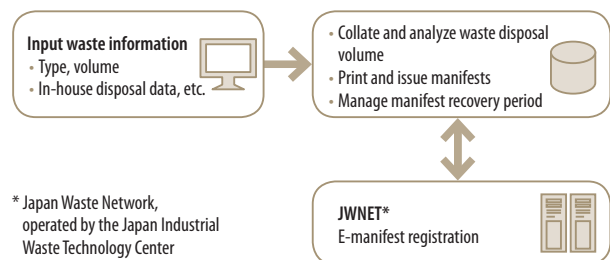 Input waste information
• Type, volume
• In-house disposal data, etc.
• Collate and analyze waste disposal
volume
• Print and issue manifests
• Manage manifest recovery period
JWNET*
E-manifest registration
* Japan Waste Network,
operated by the Japan Industrial
Waste Technology Center